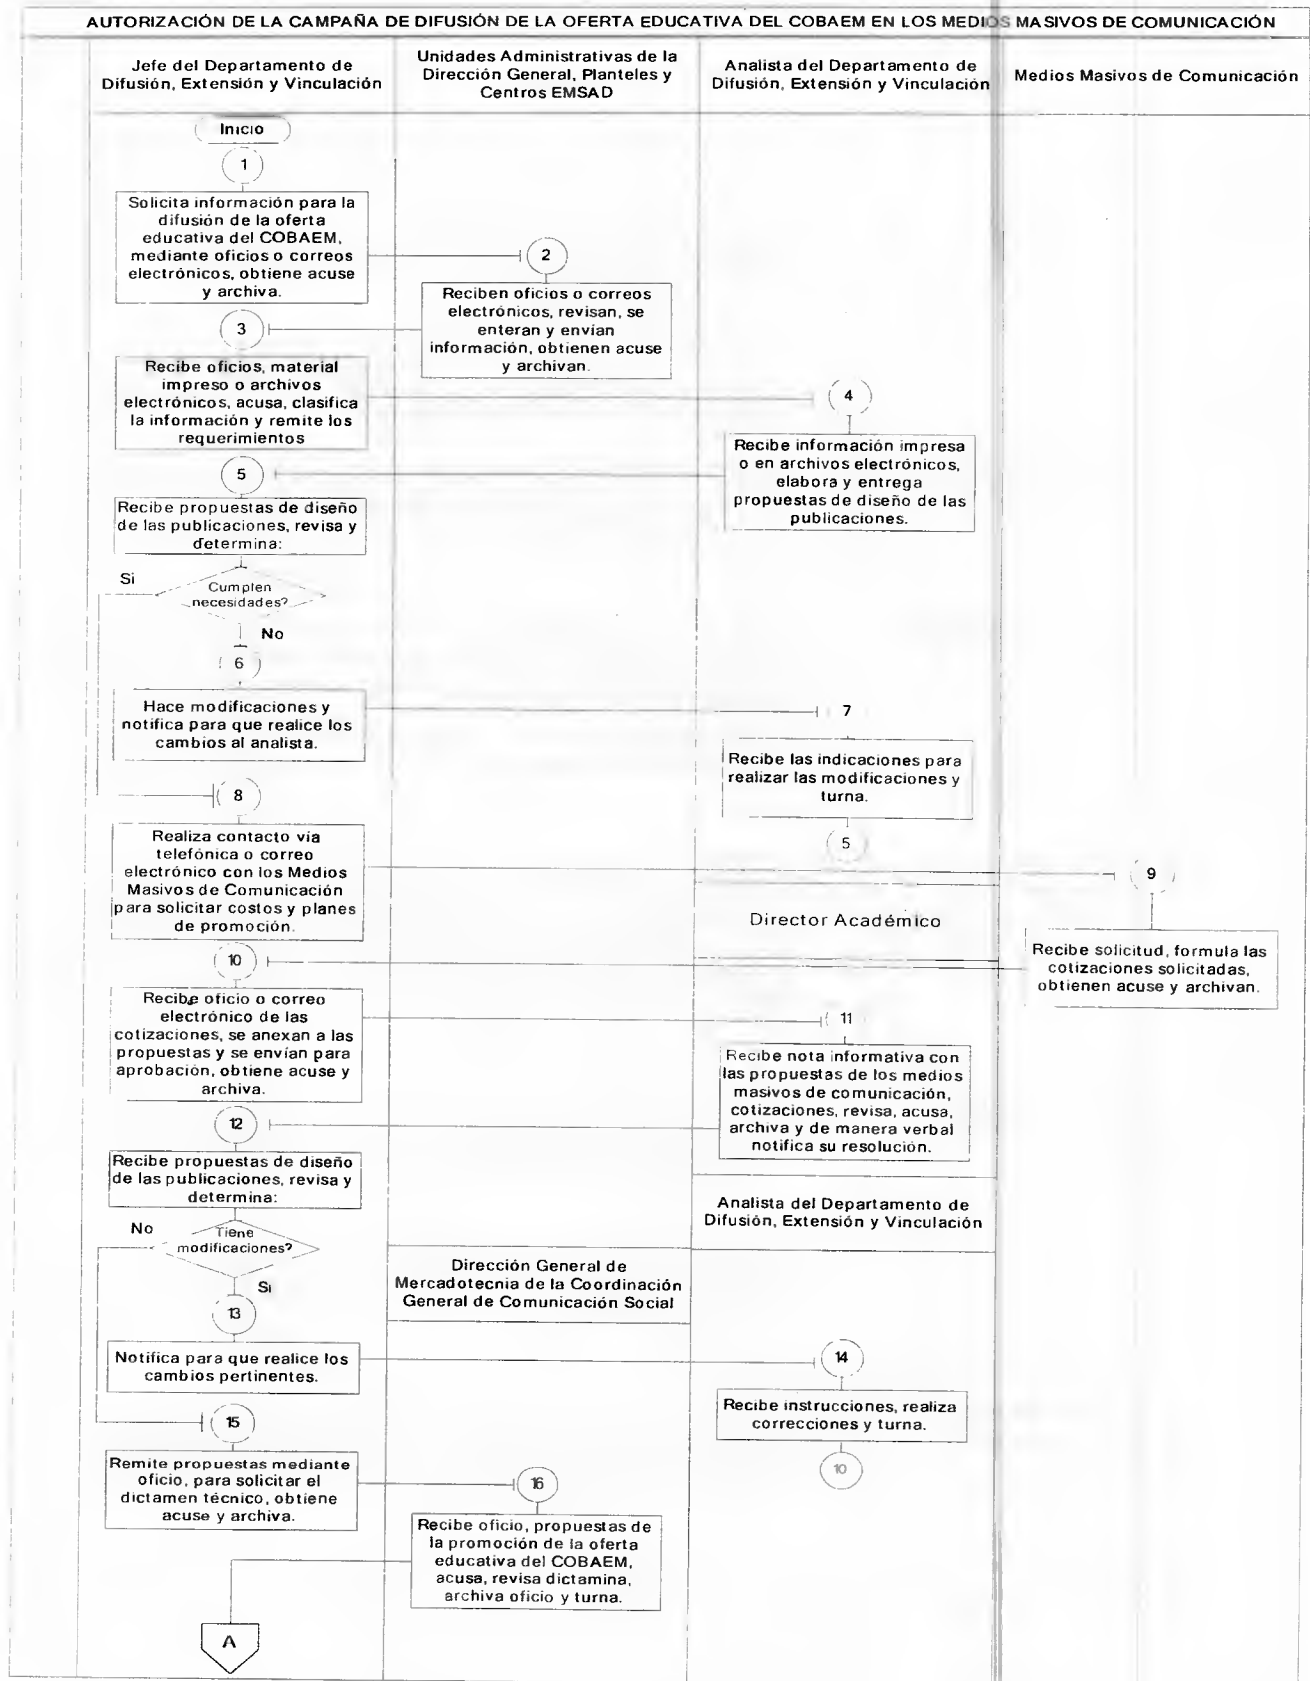 AUTORIZACIÓN DE LA CAMPAÑA DE DIFUSIÓN DE LA OFERTA EDUCATIVA DEL COBAEM EN LOS MEDIOS MASIVOS DE COMUNICACIÓN
Jefe del Departamento de
Difusión, Extensión y Vinculación
Unidades Administrativas de la
Dirección General, Planteles y
Centros EMSAD
Analista del Departamento de
Difusión, Extensión y Vinculación
Medios Masivos de Comunicación
Inicio
1
Solicita información para la
difusión de la oferta
educativa del COBAEM,
mediante oficios o correos
electrónicos, obtiene acuse
y archiva.
2
Reciben oficios o correos
electrónicos, revisan, se
enteran y envían
información, obtienen acuse
y archivan.
3
Recibe oficios, material
impreso o archivos
electrónicos, acusa, clasifica
la información y remite los
requerimientos
4
Recibe información impresa
o en archivos electrónicos,
elabora y entrega
propuestas de diseño de las
publicaciones.
5
Recibe propuestas de diseño
de las publicaciones, revisa y
determina:
Si
Cumplen
necesidades?
No
6
Hace modificaciones y
notifica para que realice los
cambios al analista.
7
Recibe las indicaciones para
realizar las modificaciones y
turna.
5
8
Realiza contacto vía
telefónica o correo
electrónico con los Medios
Masivos de Comunicación
para solicitar costos y planes
de promoción.
9
Recibe solicitud, formula las
cotizaciones solicitadas,
obtienen acuse y archivan.
Director Académico
10
Recibe oficio o correo
electrónico de las
cotizaciones, se anexan a las
propuestas y se envían para
aprobación, obtiene acuse y
archiva.
11
Recibe nota informativa con
las propuestas de los medios
masivos de comunicación,
cotizaciones, revisa, acusa,
archiva y de manera verbal
notifica su resolución.
12
Recibe propuestas de diseño
de las publicaciones, revisa y
determina:
No
Tiene
modificaciones?
Si
Analista del Departamento de
Difusión, Extensión y Vinculación
Dirección General de
Mercadotecnia de la Coordinación
General de Comunicación Social
13
Notifica para que realice los
cambios pertinentes.
14
Recibe instrucciones, realiza
correcciones y turna.
10
15
Remite propuestas mediante
oficio, para solicitar el
dictamen técnico, obtiene
acuse y archiva.
16
Recibe oficio, propuestas de
la promoción de la oferta
educativa del COBAEM,
acusa, revisa dictamina,
archiva oficio y turna.
A